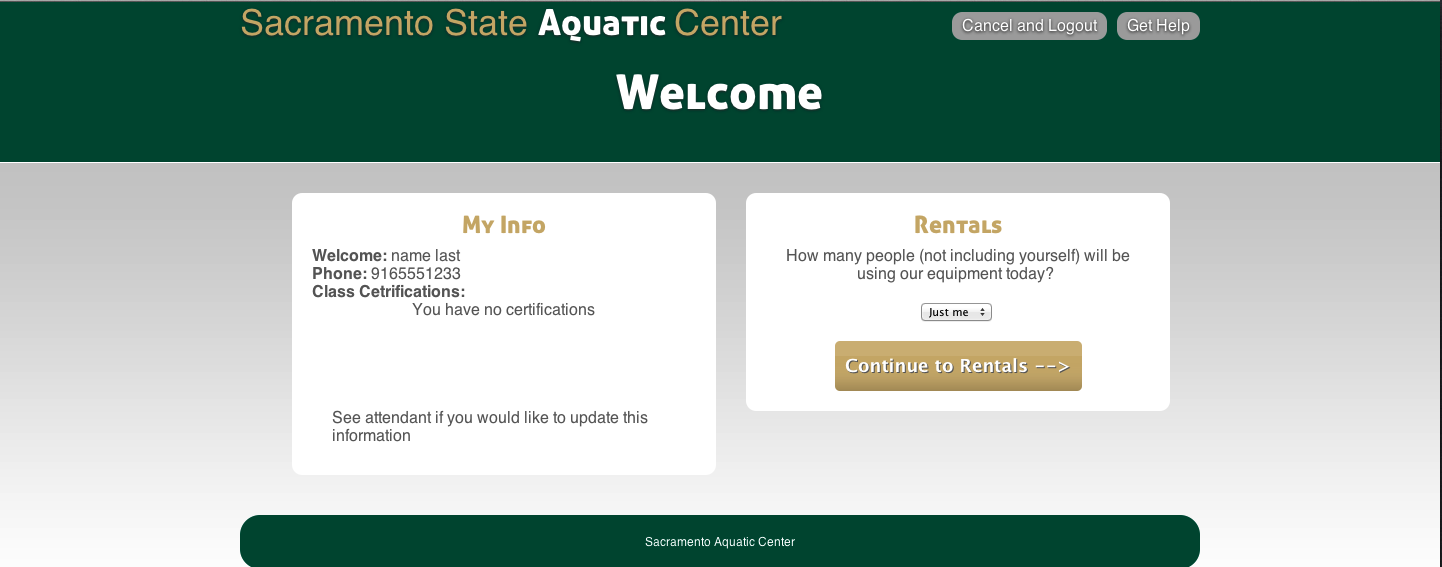 Sacramento State Aquatic Center
Cancel and Logout
Get Help
Welcome
My Info
Welcome: name last
Phone: 9165551233
Class Cetrifications:
You have no certifications
See attendant if you would like to update this
information
Rentals
How many people (not including yourself) will be
using our equipment today?
Just me
Continue to Rentals -->
Sacramento Aquatic Center